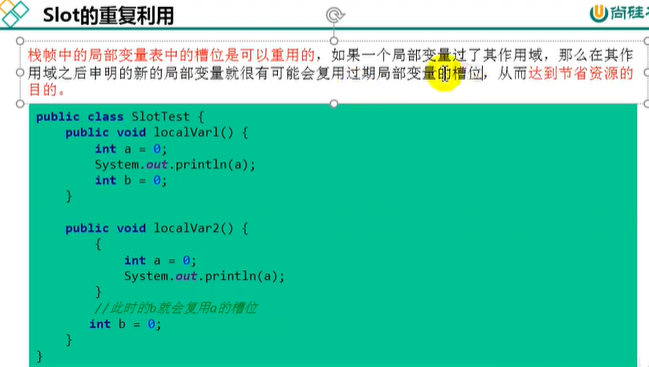 Slot的重复利用
尚硅谷
栈帧中的局部变量表中的槽位是可以重用的，如果一个局部变量过了其作用域，那么在其作
用域之后申明的新的局部变量就很有可能会复用过期局部变量的槽位，从而达到节省资源的
目的。
public class SlotTest {
public void localVar1() {
int a = 0;
System.out.println(a);
int b = 0;
}
public void localVar2() {
{
int a = 0;
System.out.println(a);
}
//此时的b就会复用a的槽位
int b = 0;
}
}